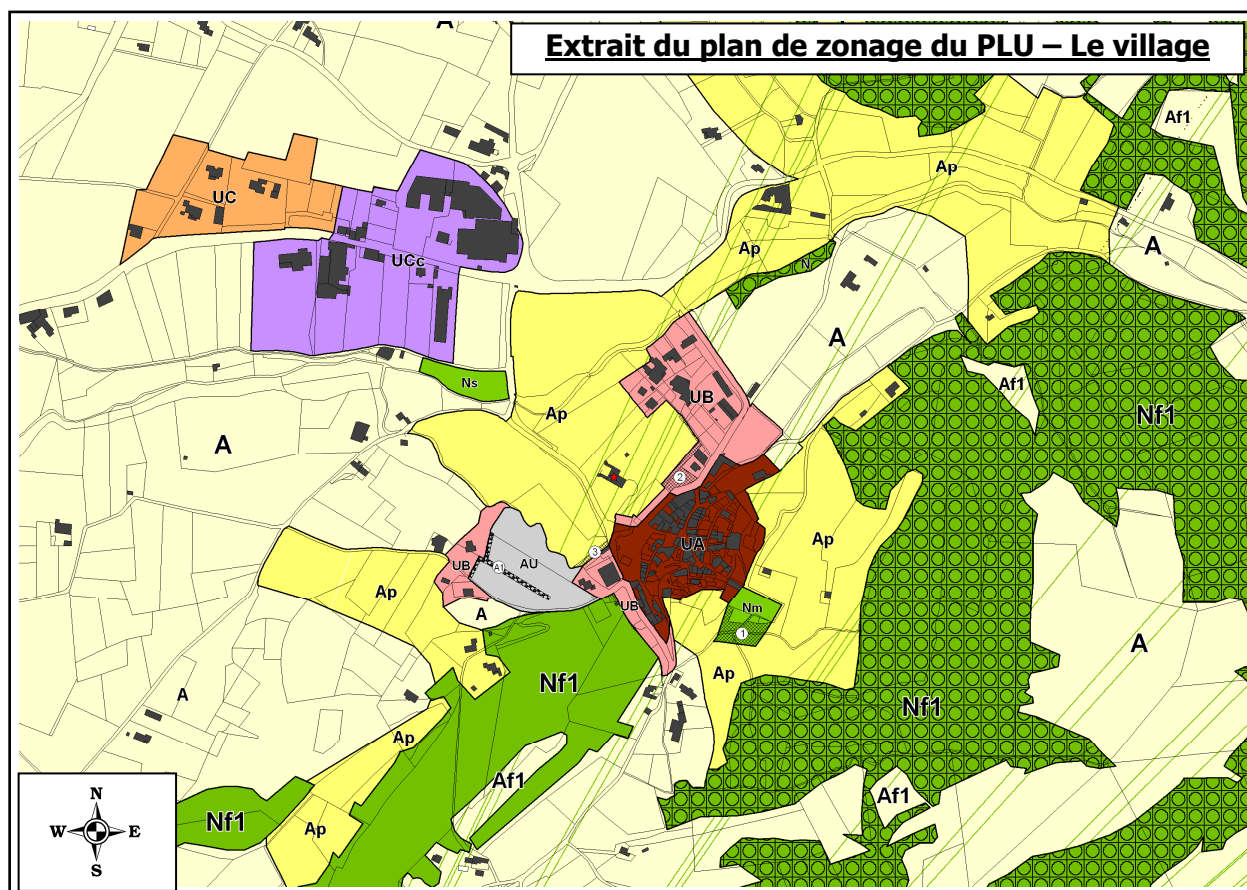 A
Extrait du plan de zonage du PLU – Le village
Af1
Ap
UC
A
Ap
UCc
N
A
Af1
Ns
UB
Ap
Nf1
A
2
UA
Ap
3
UB
A1
AU
Ap
A
UB
Nm
1
A
Ap
Nf1
A
Nf1
Ap
Af1
Af1
Nf1
Ap
N
W
E
S